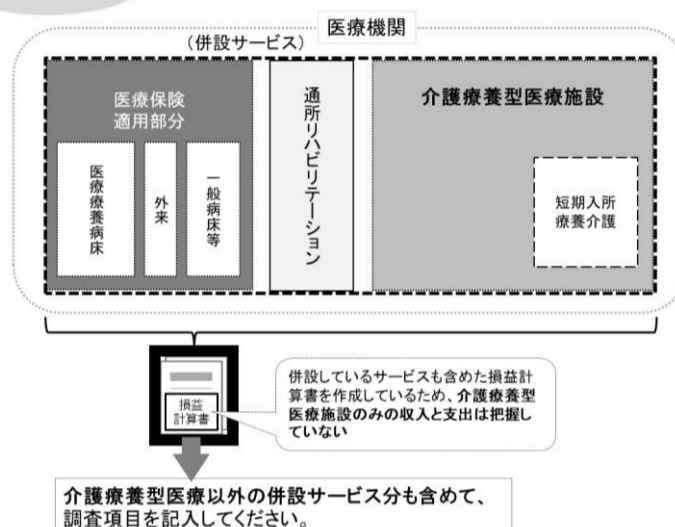 医療機関
(併設サービス)
医療保険
適用部分
医療療養病床
外来
一般病床等
通所リハビリテーション
介護療養型医療施設
短期入所
療養介護
損益
計算書
併設しているサービスも含めた損益計
算書を作成しているため、介護療養型
医療施設のみの収入と支出は把握し
ていない
介護療養型医療以外の併設サービス分も含めて、
調査項目を記入してください。